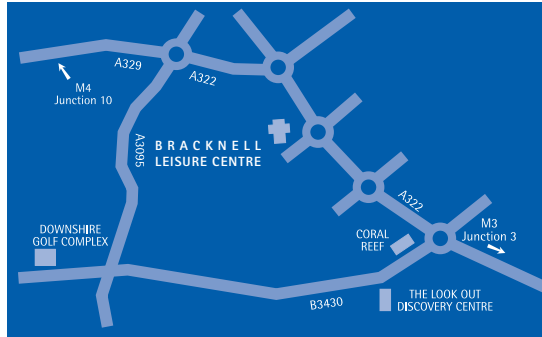 A329
A322
M4
Junction 10
A3095
BRACKNELL
LEISURE CENTRE
A322
M3
Junction 3
DOWNSHIRE
GOLF COMPLEX
CORAL
REEF
B3430
THE LOOK OUT
DISCOVERY CENTRE